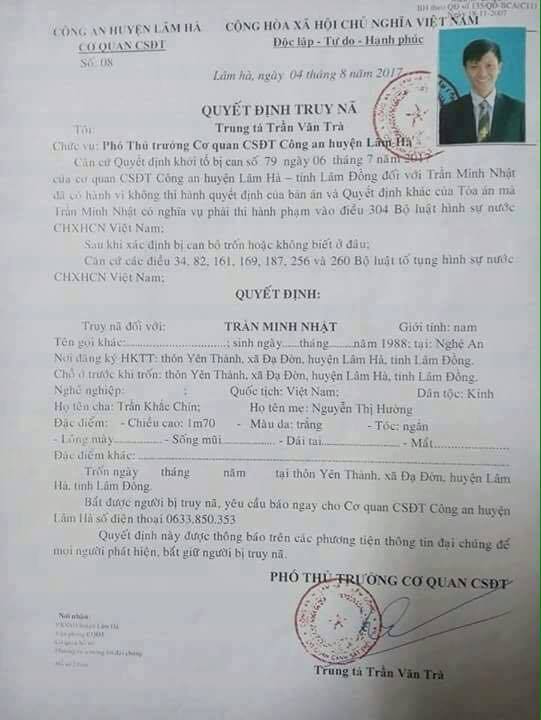 BH theo QĐ số 135/QĐ-BCA(C11)
Ngày 18-11-2007
CÔNG AN HUYỆN LÂM HÀ
CỘNG HÒA XÃ HỘI CHỦ NGHĨA VIỆT NAM
CƠ QUAN CSĐT
Độc lập - Tự do - Hạnh phúc
Số: 08
Lâm hà, ngày 04 tháng 8 năm 2017
QUYẾT ĐỊNH TRUY NÃ
Tôi: Trung tá Trần Văn Trà
Chức vụ: Phó Thủ trưởng Cơ quan CSĐT Công an huyện Lâm Hà
Căn cứ Quyết định khởi tố bị can số 79 ngày 06 tháng 7 năm 2017
của cơ quan CSĐT Công an huyện Lâm Hà – tỉnh Lâm Đồng đối với Trần Minh Nhật
đã có hành vi không thi hành quyết định của bản án và Quyết định khác của Tòa án mà
Trần Minh Nhật có nghĩa vụ phải thi hành phạm vào điều 304 Bộ luật hình sự nước
CHXHCN Việt Nam;
Sau khi xác định bị can bỏ trốn hoặc không biết ở đâu;
Căn cứ các điều 34, 82, 161, 169, 187, 256 và 260 Bộ luật tố tụng hình sự nước
CHXHCN Việt Nam;
QUYẾT ĐỊNH:
Truy nã đối với: TRẦN MINH NHẬT Giới tính: nam
Tên gọi khác:..............................; sinh ngày......tháng.........năm 1988; tại: Nghệ An
Nơi đăng ký HKTT: thôn Yên Thành, xã Đạ Đờn, huyện Lâm Hà, tỉnh Lâm Đồng.
Chỗ ở trước khi trốn: thôn Yên Thành, xã Đạ Đờn, huyện Lâm Hà, tỉnh Lâm Đồng.
Nghề nghiệp: ; Quốc tịch: Việt Nam; Dân tộc: Kinh
Họ tên cha: Trần Khắc Chín; Họ tên mẹ: Nguyễn Thị Hường
Đặc điểm: - Chiều cao: 1m70 - Màu da: trắng - Tóc: ngắn
- Lông mày............... - Sống mũi............... - Dái tai............... - Mắt...............
Đặc điểm khác:..............................
Trốn ngày tháng năm tại thôn Yên Thành, xã Đạ Đờn, huyện Lâm
Hà, tỉnh Lâm Đồng.
Bắt được người bị truy nã, yêu cầu báo ngay cho Cơ quan CSĐT Công an huyện
Lâm Hà số điện thoại 0633.850.353
Quyết định này được thông báo trên các phương tiện thông tin đại chúng để
mọi người phát hiện, bắt giữ người bị truy nã.
PHÓ THỦ TRƯỞNG CƠ QUAN CSĐT
Nơi nhận:
Trung tá Trần Văn Trà